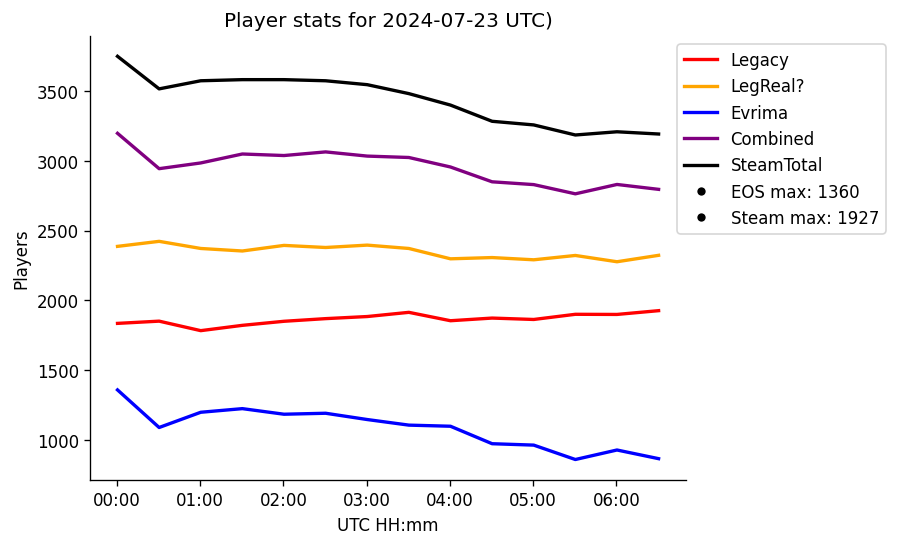 Player stats for 2024-07-23 UTC)
Legacy
LegReal?
Evrima
Combined
SteamTotal
EOS max: 1360
Steam max: 1927
Players
3500
3000
2500
2000
1500
1000
00:00 01:00 02:00 03:00 04:00 05:00 06:00
UTC HH:mm